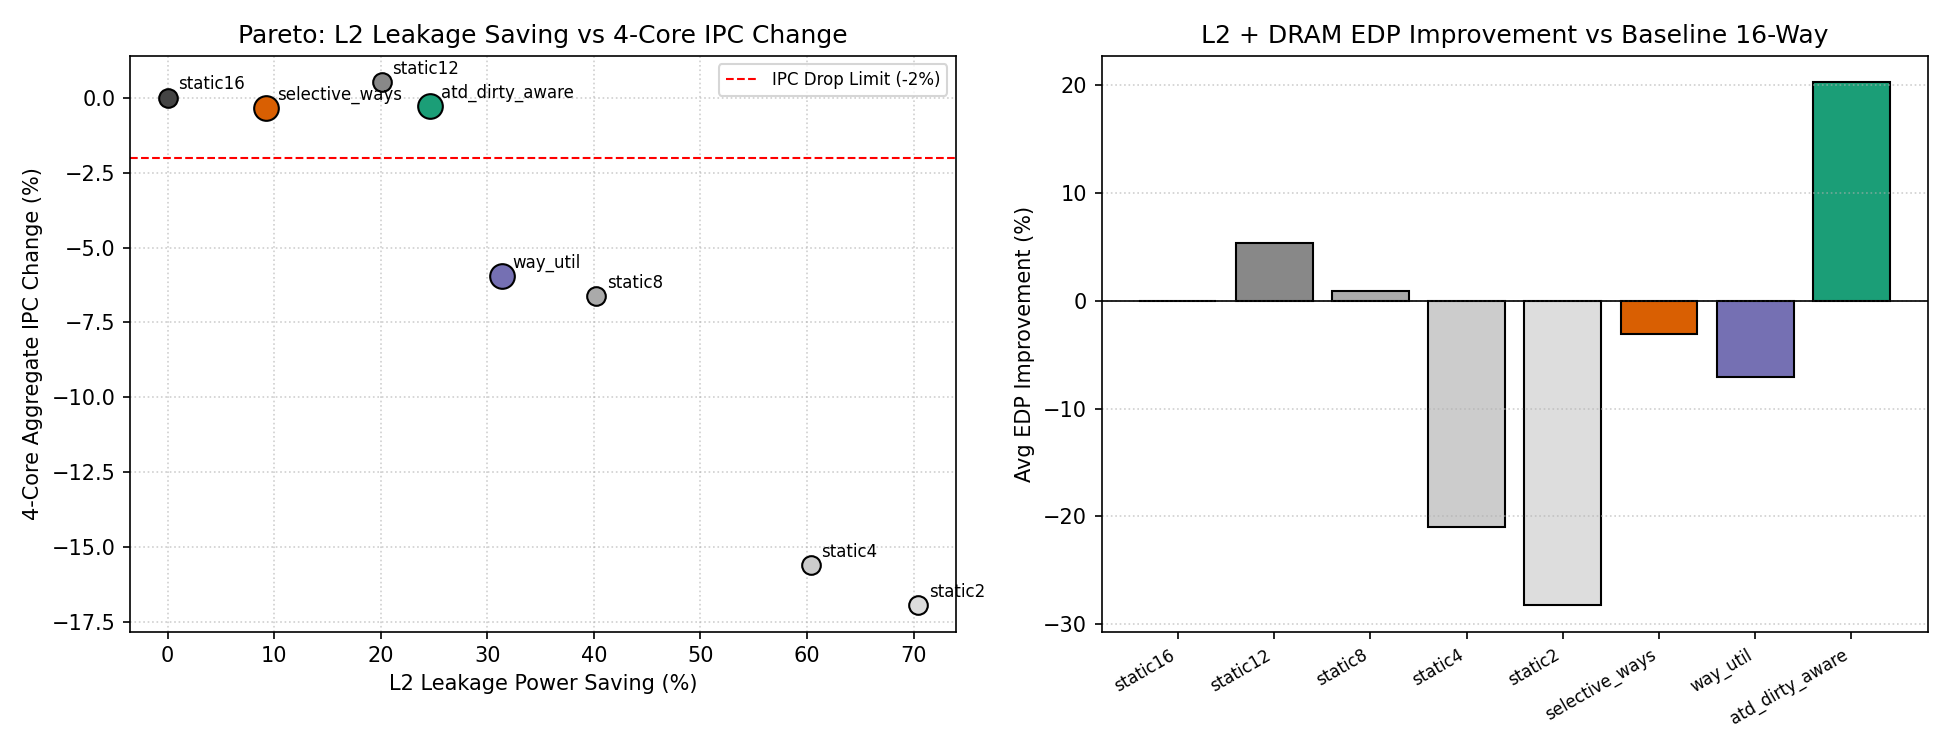 Pareto: L2 Leakage Saving vs 4-Core IPC Change
IPC Drop Limit (-2%)
static16
selective_ways
static12
atd_dirty_aware
way_util
static8
static4
static2
0.0
−2.5
−5.0
−7.5
−10.0
−12.5
−15.0
−17.5
4-Core Aggregate IPC Change (%)
0 10 20 30 40 50 60 70
L2 Leakage Power Saving (%)
L2 + DRAM EDP Improvement vs Baseline 16-Way
20
10
0
−10
−20
−30
Avg EDP Improvement (%)
static16
static12
static8
static4
static2
selective_ways
way_util
atd_dirty_aware